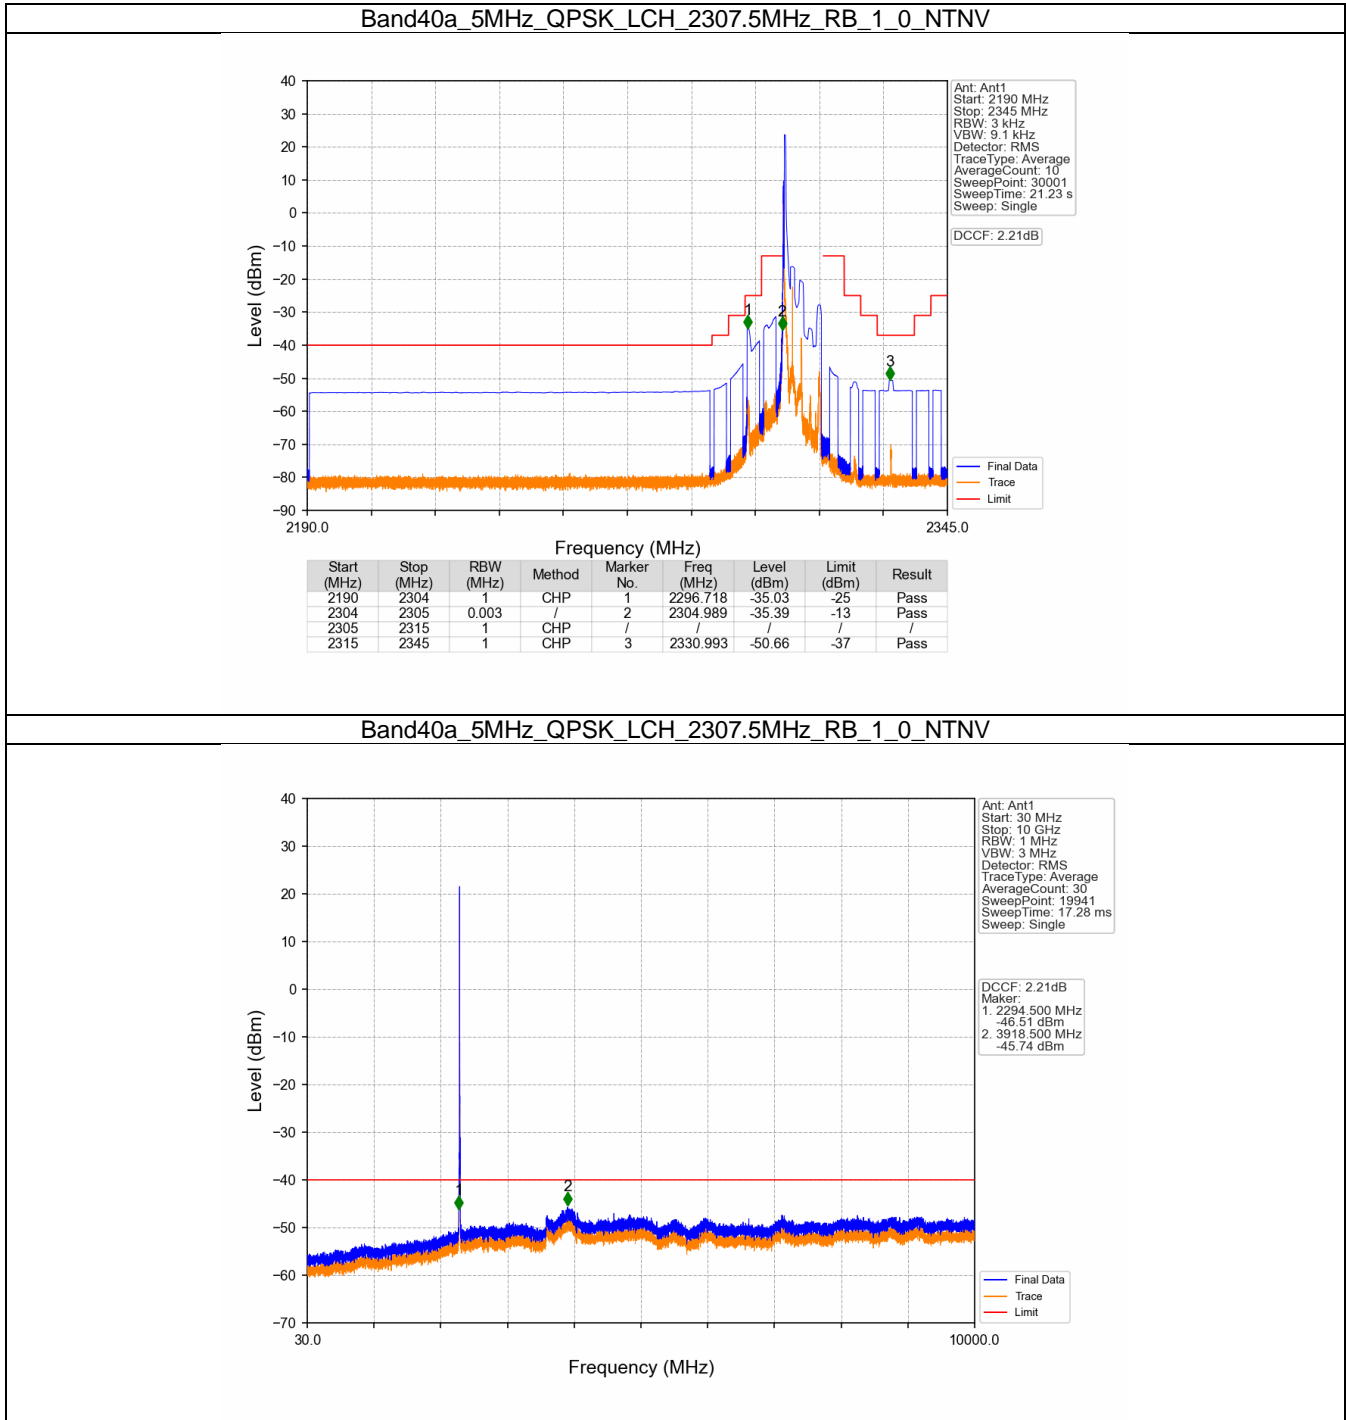 Band40a_5MHz_QPSK_LCH_2307.5MHz_RB_1_0_NTNV
40
30
20
10
0
−10
−20
−30
−40
−50
−60
−70
−80
−90
Level (dBm)
1
2
3
2190.0
2345.0
Frequency (MHz)
Ant: Ant1
Start: 2190 MHz
Stop: 2345 MHz
RBW: 3 kHz
VBW: 9.1 kHz
Detector: RMS
TraceType: Average
AverageCount: 10
SweepPoint: 30001
SweepTime: 21.23 s
Sweep: Single
DCCF: 2.21dB
Final Data
Trace
Limit
Start (MHz) Stop (MHz) RBW (MHz) Method Marker No. Freq (MHz) Level (dBm) Limit (dBm) Result
2190 2304 1 CHP 1 2296.718 -35.03 -25 Pass
2304 2305 0.003 / 2 2304.989 -35.39 -13 Pass
2305 2315 1 CHP / / / / /
2315 2345 1 CHP 3 2330.993 -50.66 -37 Pass
Band40a_5MHz_QPSK_LCH_2307.5MHz_RB_1_0_NTNV
40
30
20
10
0
−10
−20
−30
−40
−50
−60
−70
Level (dBm)
1
2
30.0
10000.0
Frequency (MHz)
Ant: Ant1
Start: 30 MHz
Stop: 10 GHz
RBW: 1 MHz
VBW: 3 MHz
Detector: RMS
TraceType: Average
AverageCount: 30
SweepPoint: 19941
SweepTime: 17.28 ms
Sweep: Single
DCCF: 2.21dB
Maker:
1. 2294.500 MHz
-46.51 dBm
2. 3918.500 MHz
-45.74 dBm
Final Data
Trace
Limit